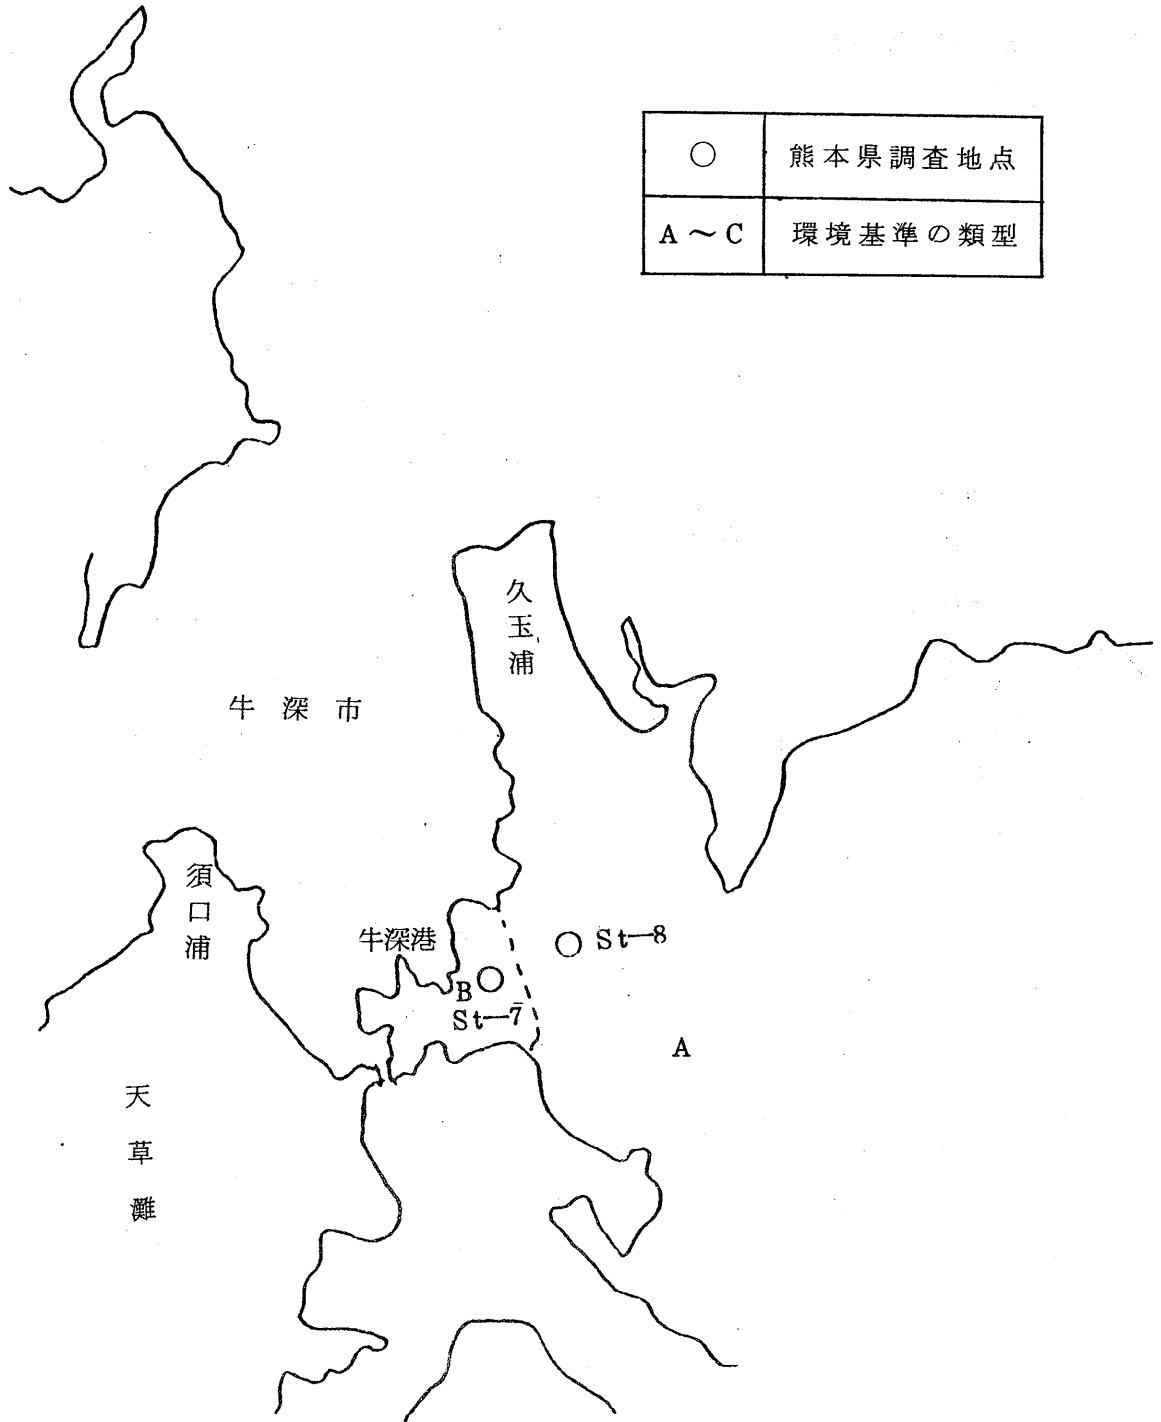 ○ 熊本県調査地点
A～C 環境基準の類型
久玉浦
牛深市
須口浦
牛深港
○ St-8
B ○
St-7
A
天草灘